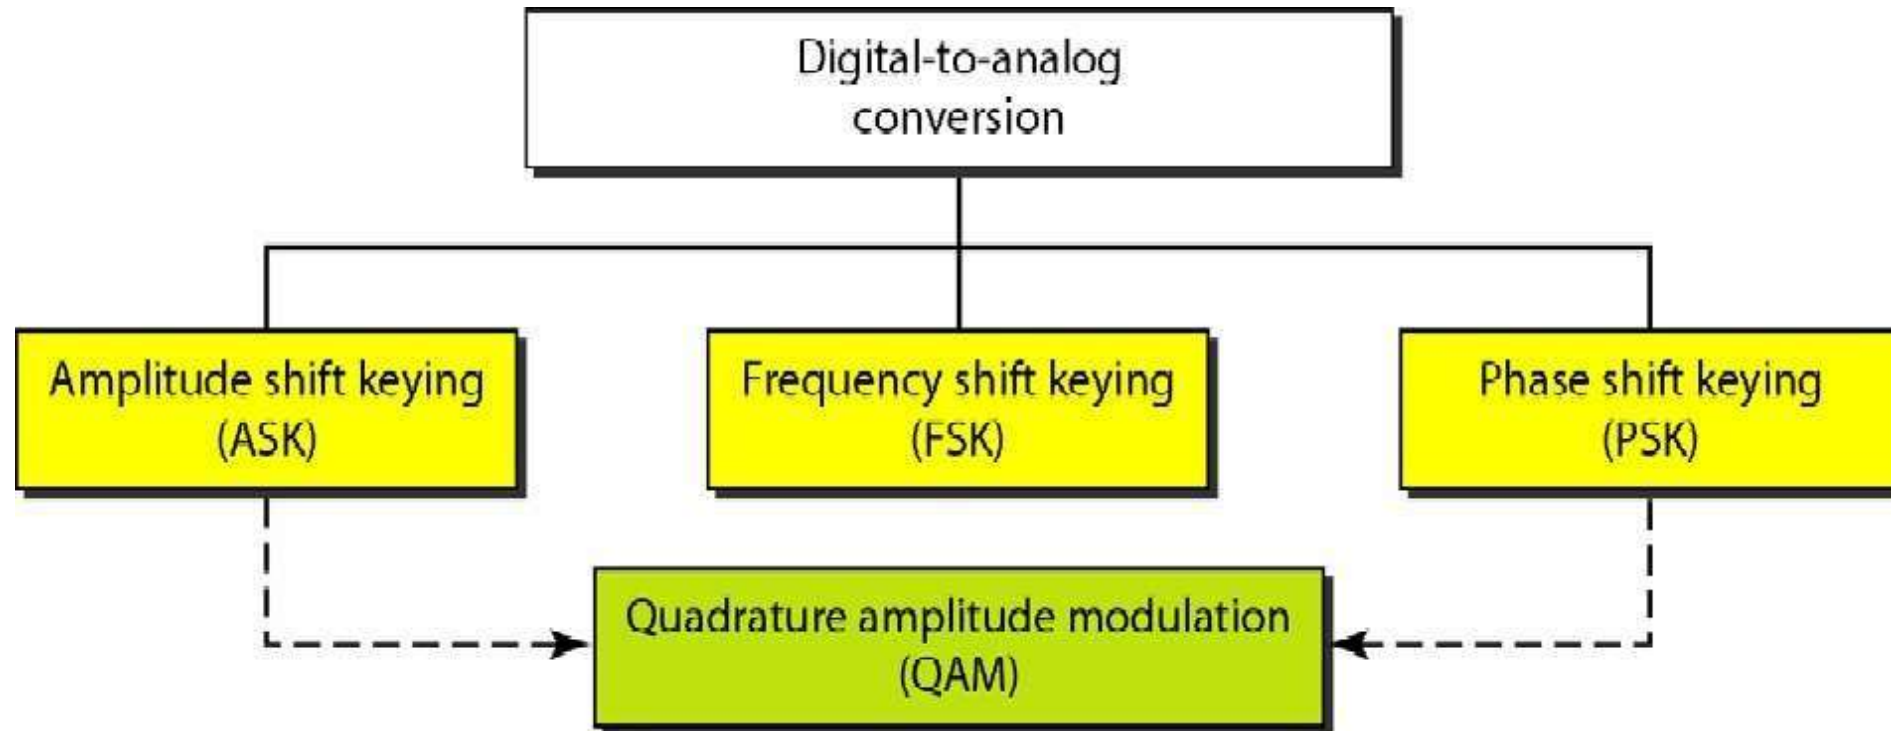 Digital-to-analog
conversion
Amplitude shift keying
(ASK)
Frequency shift keying
(FSK)
Phase shift keying
(PSK)
Quadrature amplitude modulation
(QAM)